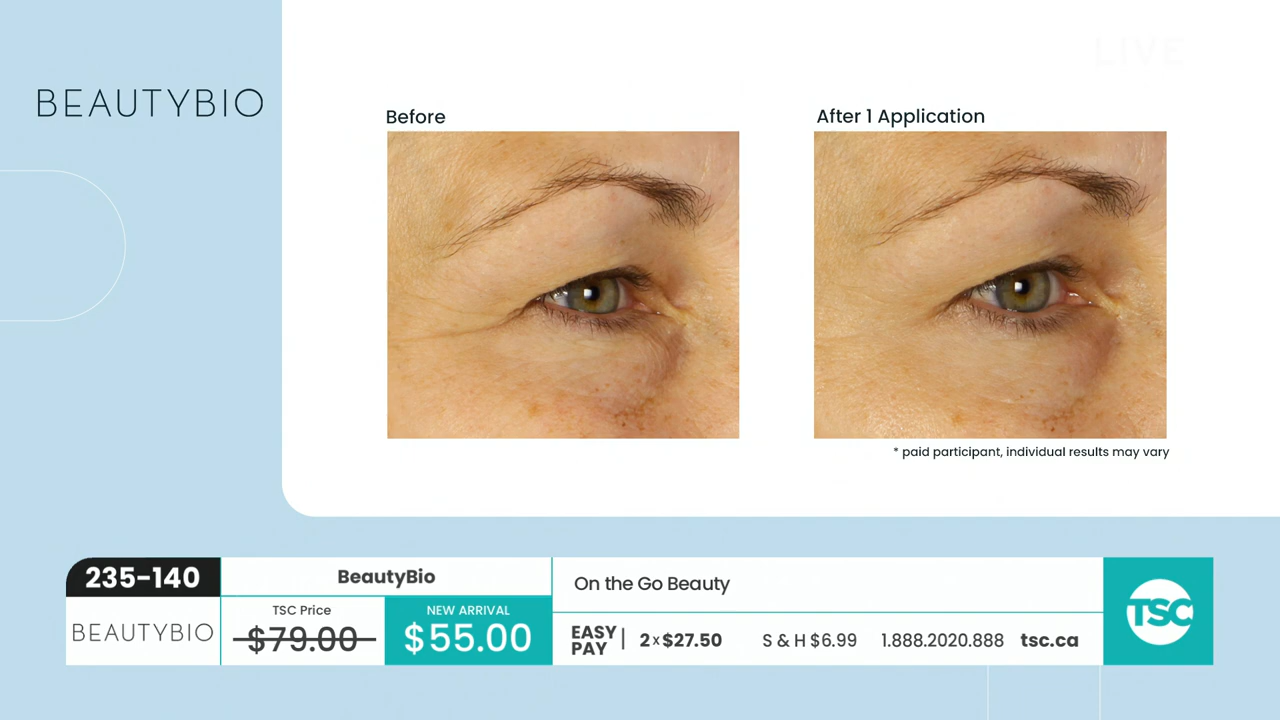 LIVE
BEAUTYBIO
Before
After 1 Application
* paid participant, individual results may vary
235-140
BEAUTYBIO
BeautyBio
TSC Price
$79.00
NEW ARRIVAL
$55.00
On the Go Beauty
EASY PAY | 2x$27.50 S & H $6.99 1.888.2020.888 tsc.ca
TSC